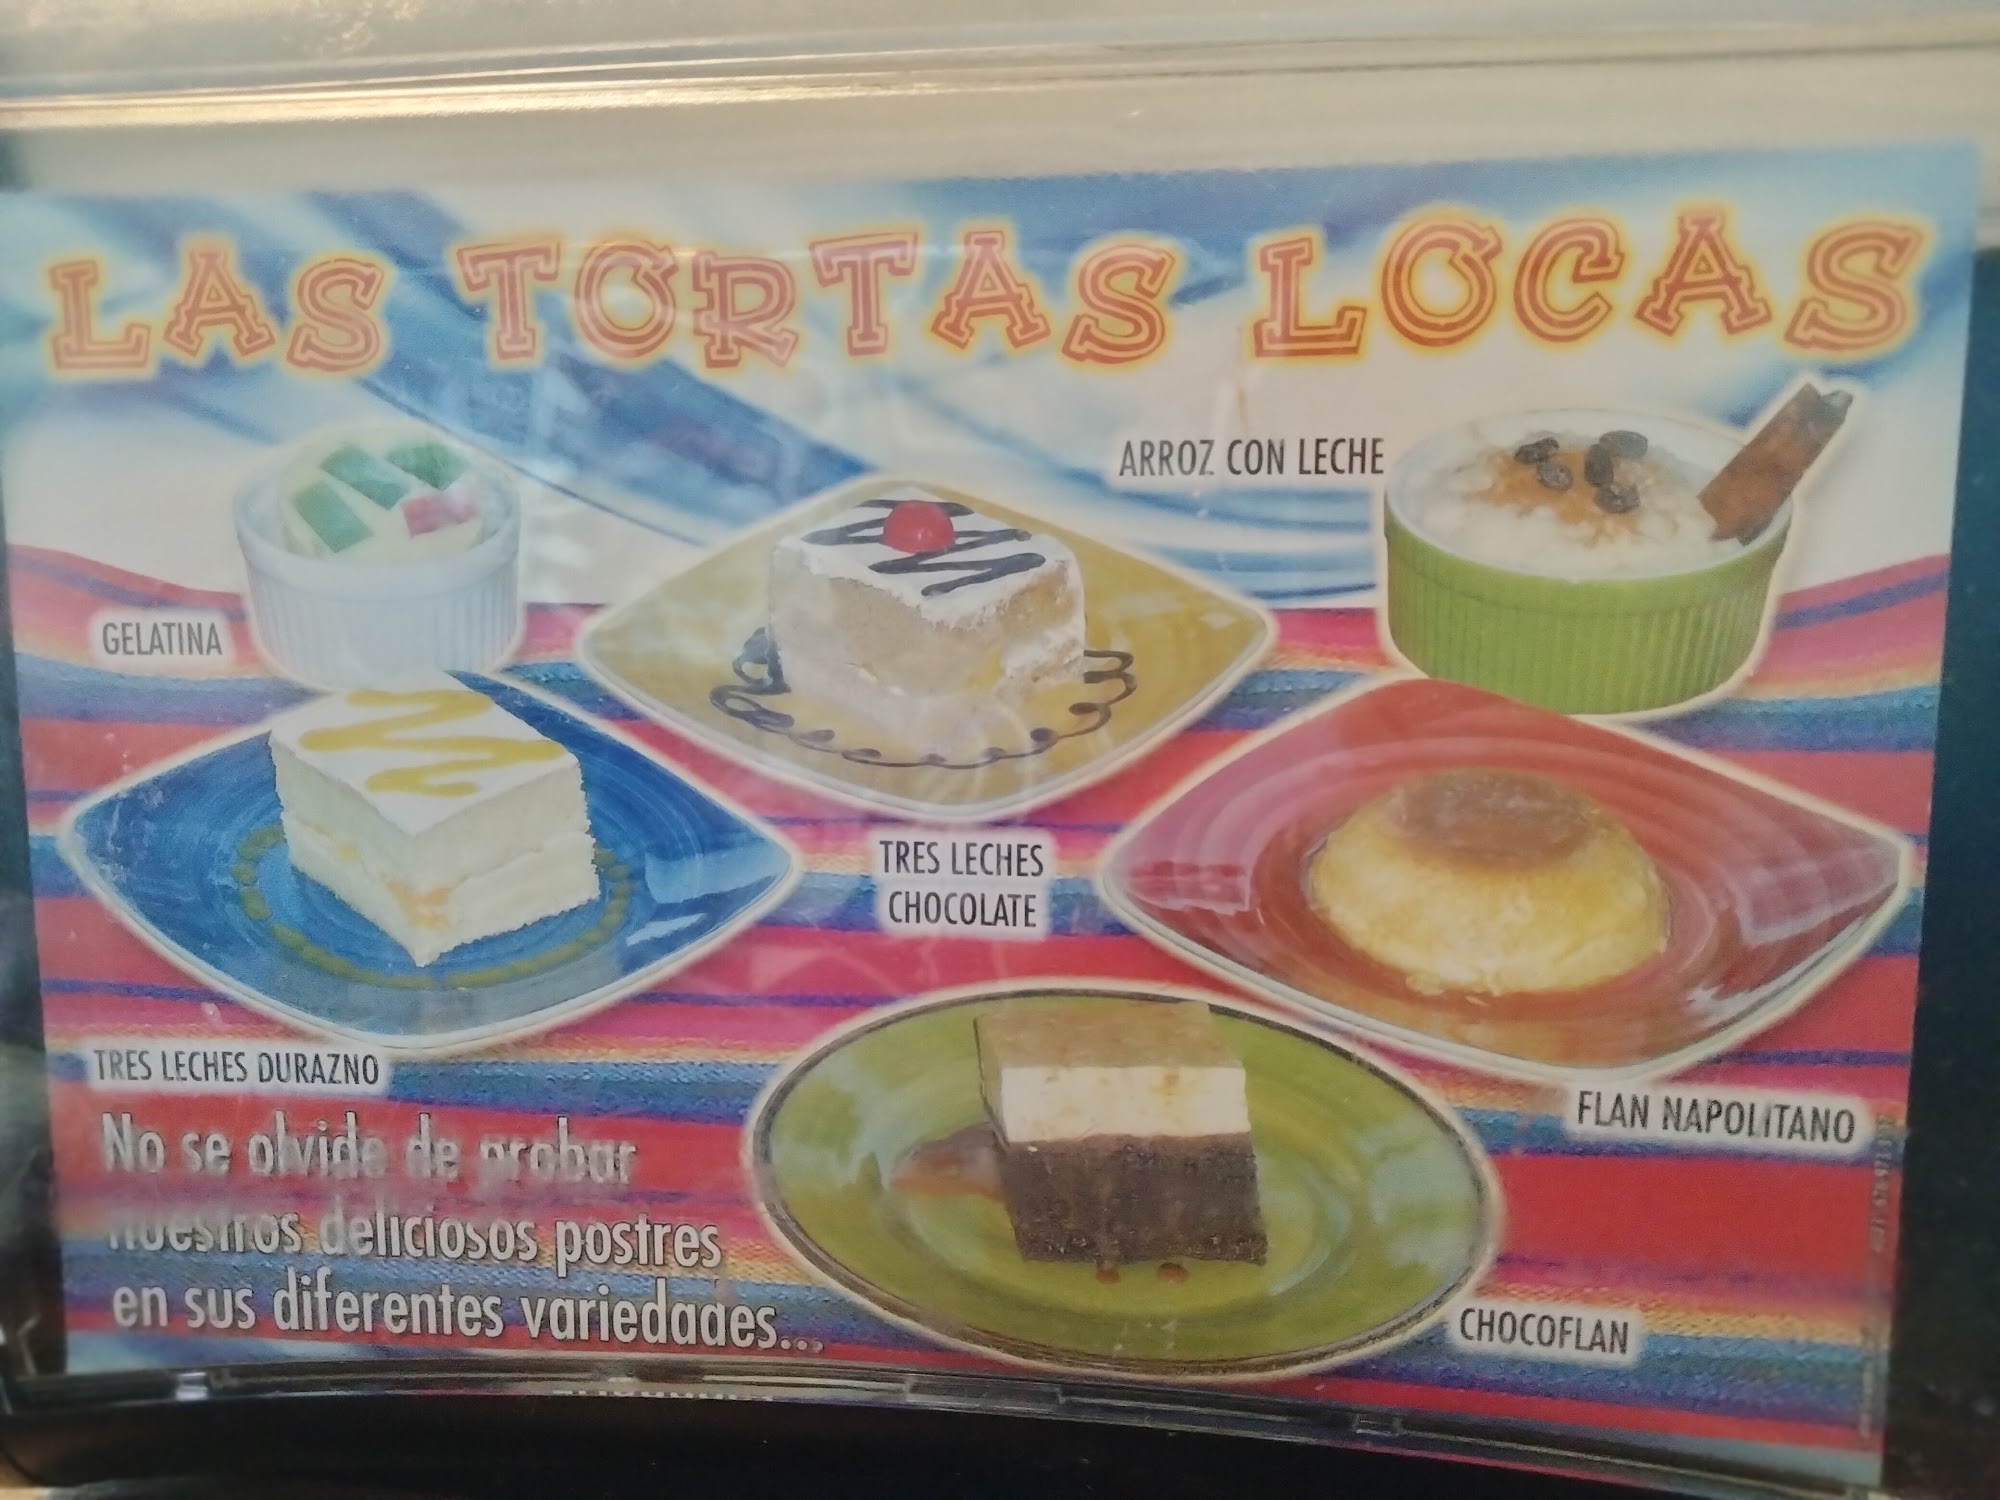 LAS TORTAS LOCAS
ARROZ CON LECHE
GELATINA
TRES LECHES
CHOCOLATE
TRES LECHES DURAZNO
FLAN NAPOLITANO
No se olvide de probar
nuestros deliciosos postres
en sus diferentes variedades...
CHOCOFLAN